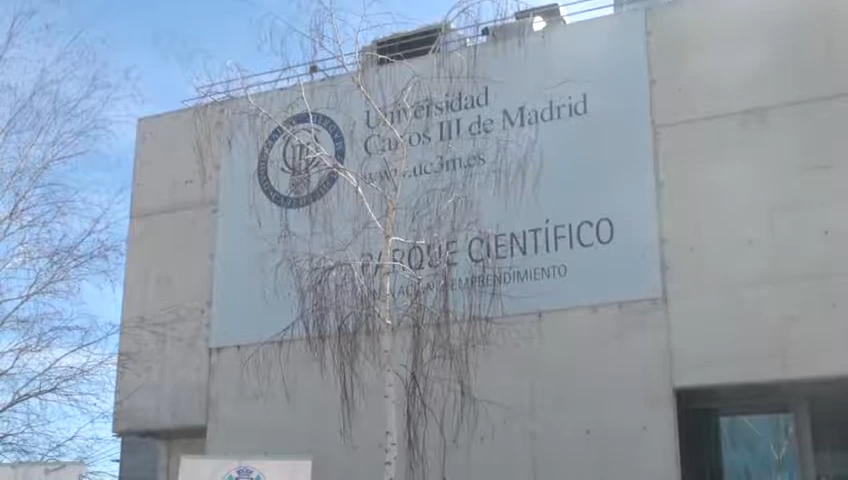 Universidad
Carlos III de Madrid
www.uc3m.es
PARQUE CIENTÍFICO
EMPRENDIMIENTO